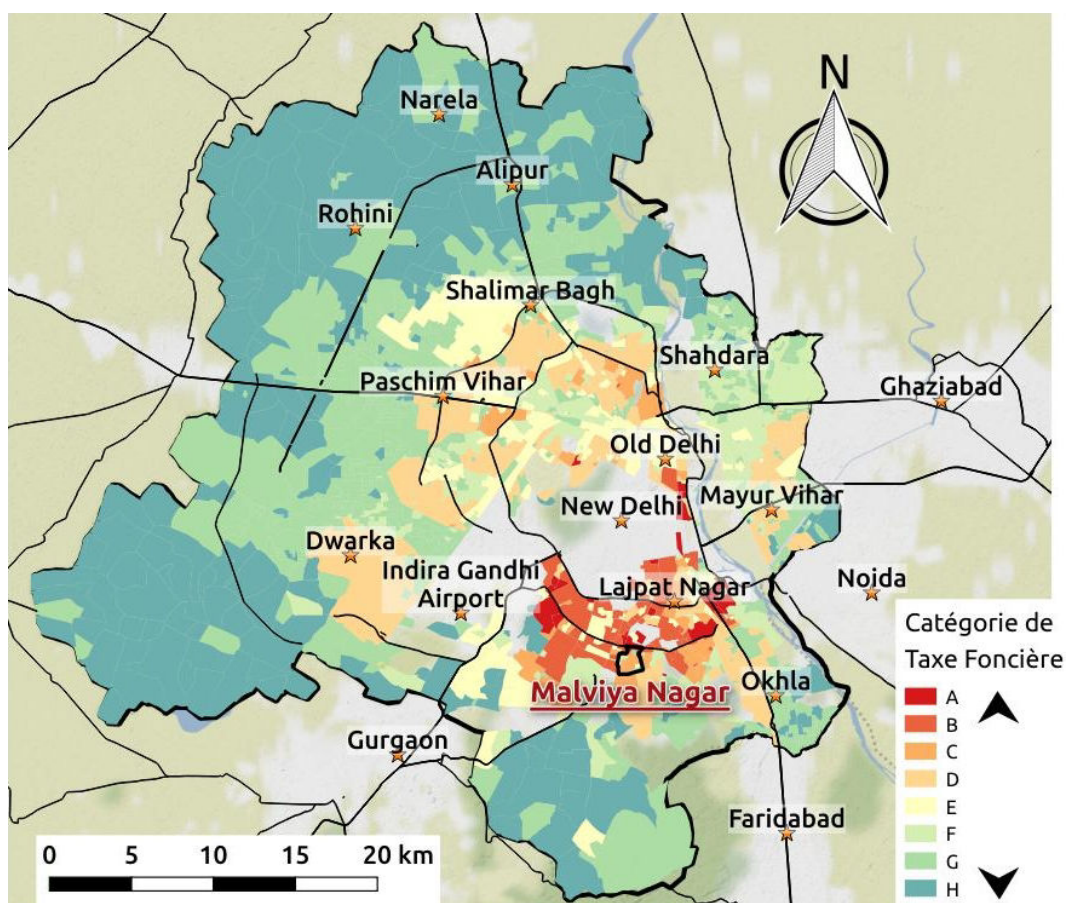 N
Narela
Alipur
Rohini
Shalimar Bagh
Shahdara
Paschim Vihar
Ghaziabad
Old Delhi
Mayur Vihar
New Delhi
Dwarka
Indira Gandhi
Airport
Lajpat Nagar
Noida
Malviya Nagar
Okhla
Gurgaon
Faridabad
0 5 10 15 20 km
Catégorie de
Taxe Foncière
A
B
C
D
E
F
G
H